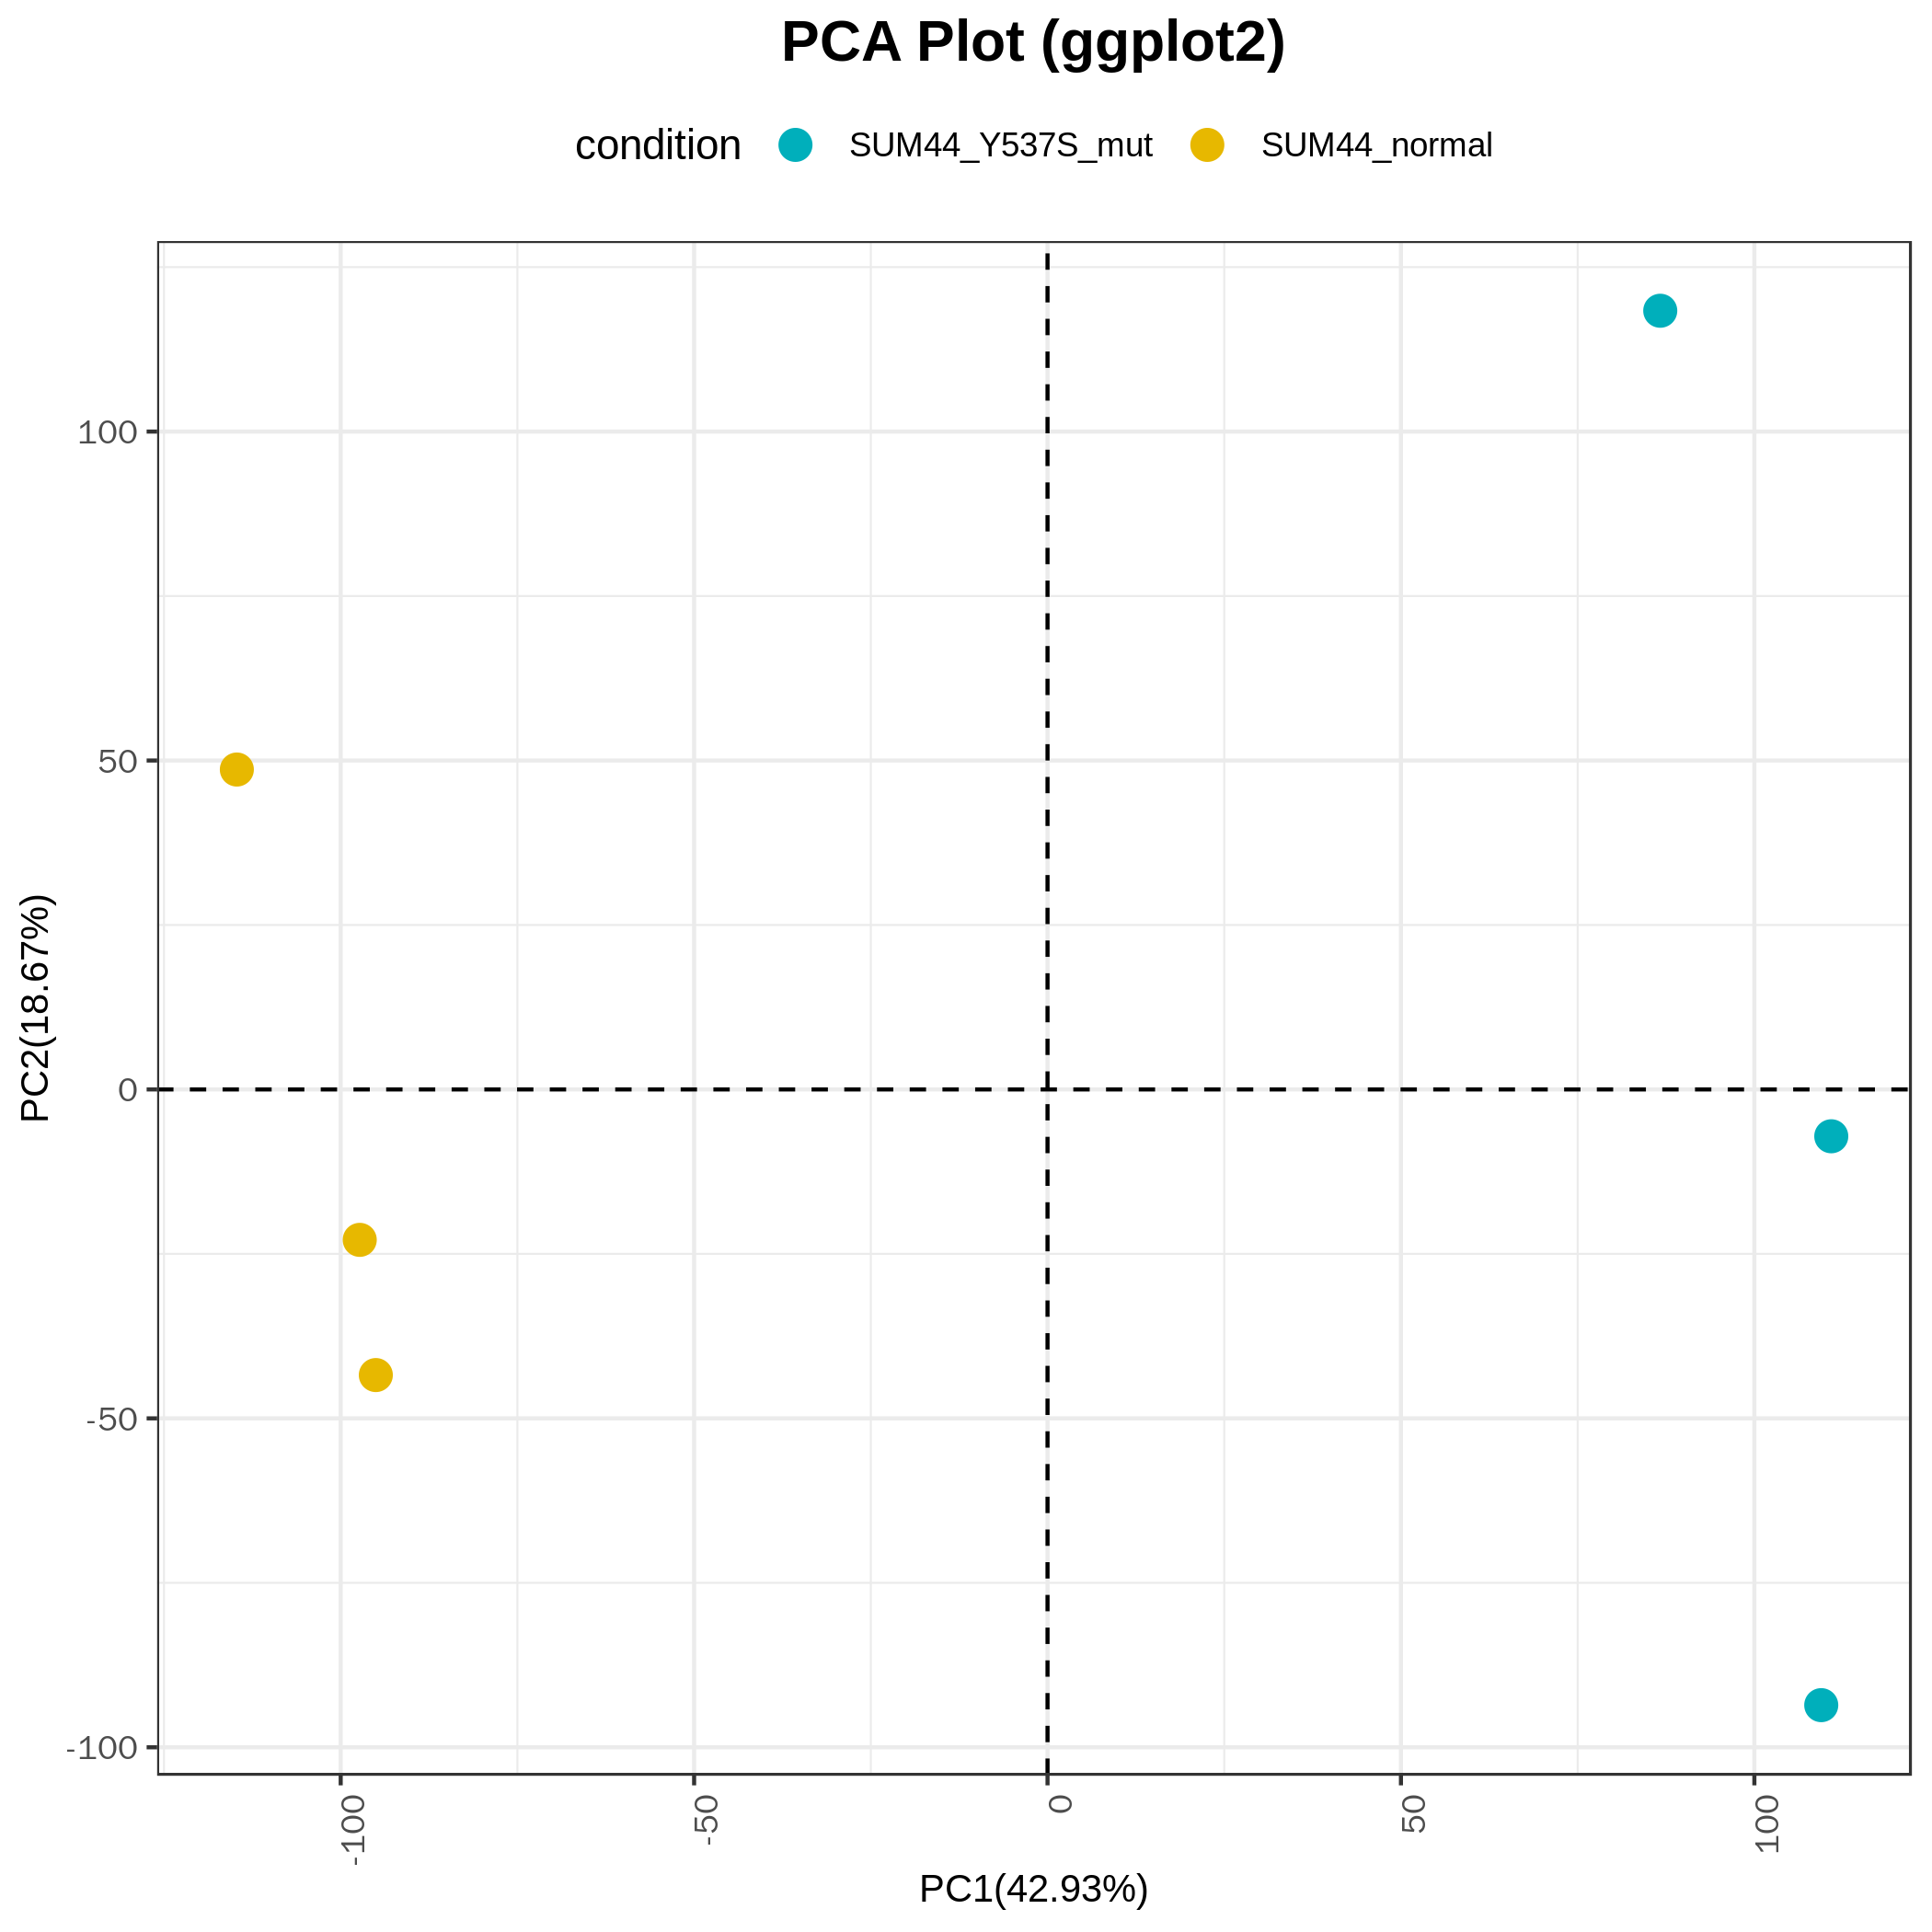 PCA Plot (ggplot2)
condition SUM44_Y537S_mut SUM44_normal
100
50
0
-50
-100
PC2(18.67%)
-100 -50 0 50 100
PC1(42.93%)